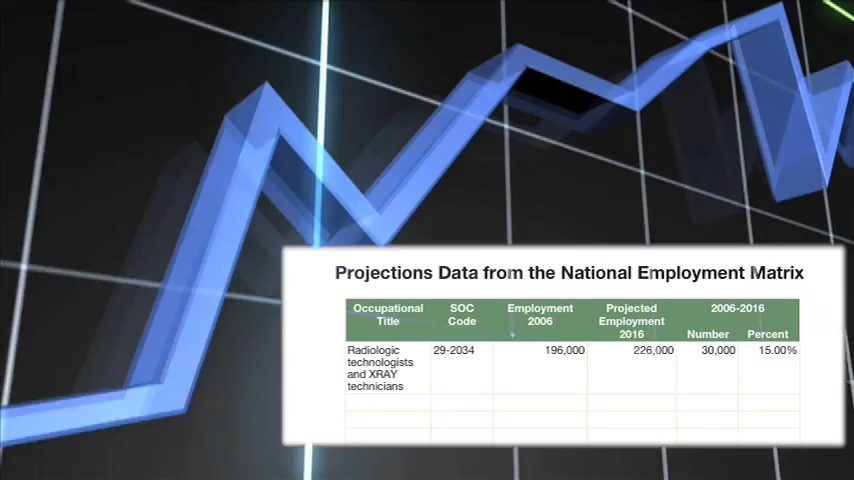 Projections Data from the National Employment Matrix
Occupational Title SOC Code Employment 2006 Projected Employment 2016 2006-2016 Number Percent
Radiologic technologists and XRAY technicians 29-2034 196,000 226,000 30,000 15.00%